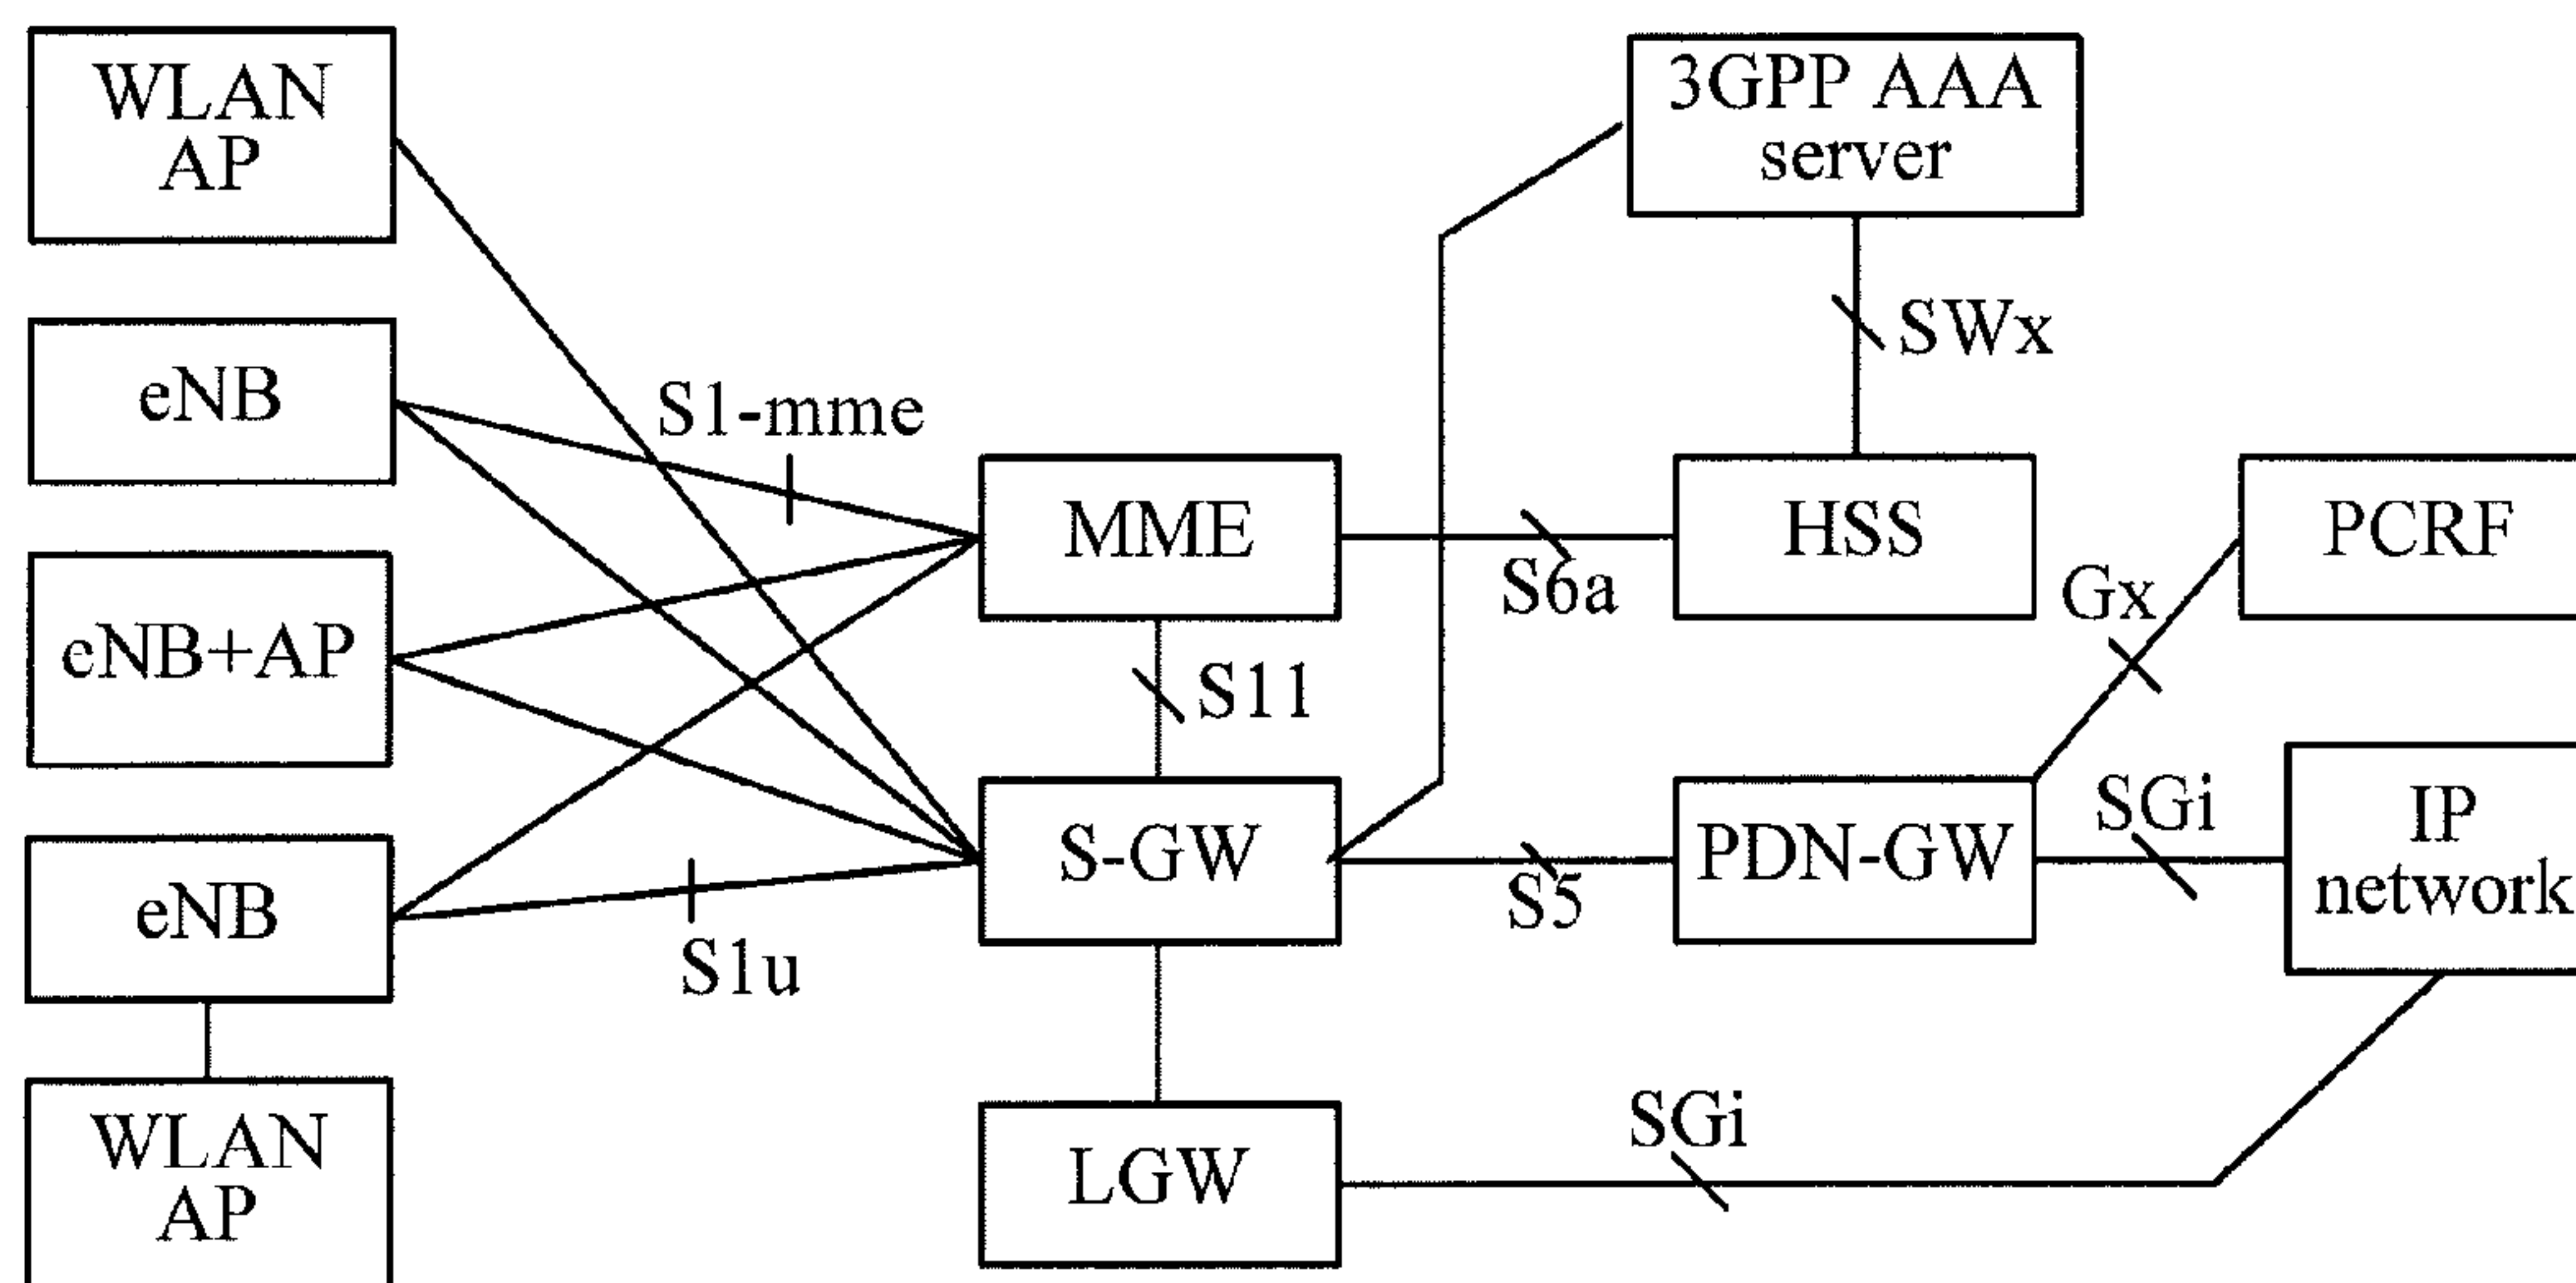 WLAN
AP
3GPP AAA
server
SWx
eNB
S1-mme
MME
HSS
PCRF
S6a
Gx
eNB+AP
S11
S-GW
PDN-GW
SGi
IP
network
S5
eNB
S1u
WLAN
AP
LGW
SGi